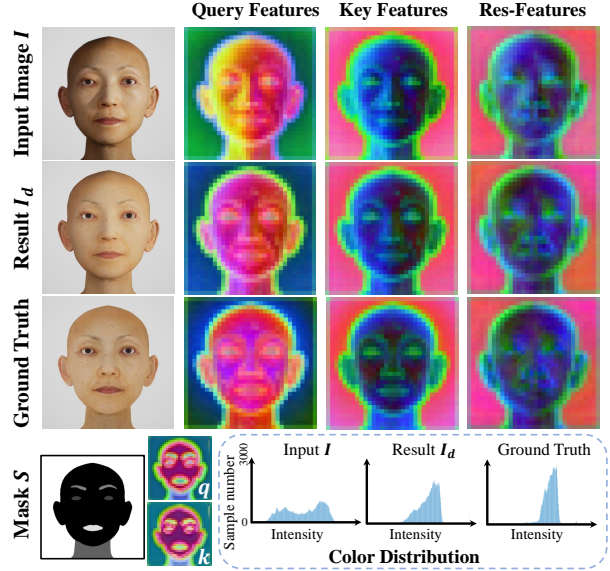 Query Features Key Features Res-Features
Input Image I
Result I_d
Ground Truth
Mask S
q
k
Input I Result I_d Ground Truth
Sample number
3000
Intensity Intensity Intensity
Color Distribution